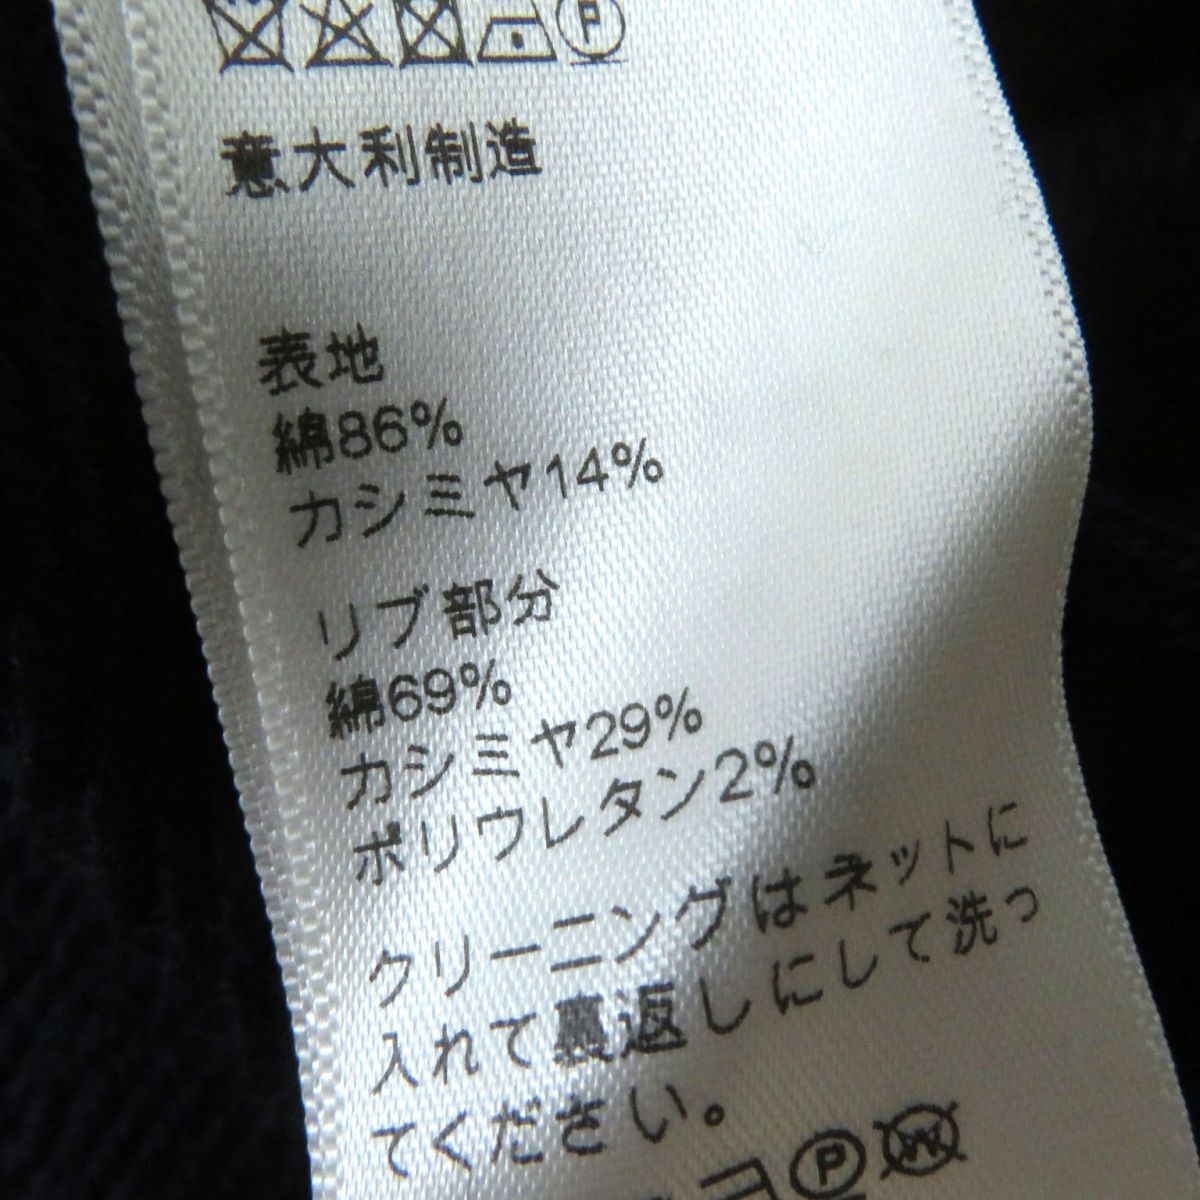 P
意大利制造
表地
綿86%
カシミヤ14%
リブ部分
綿69%
カシミヤ29%
ポリウレタン2%
クリーニングはネットに
入れて裏返しにして洗っ
てください。
P W